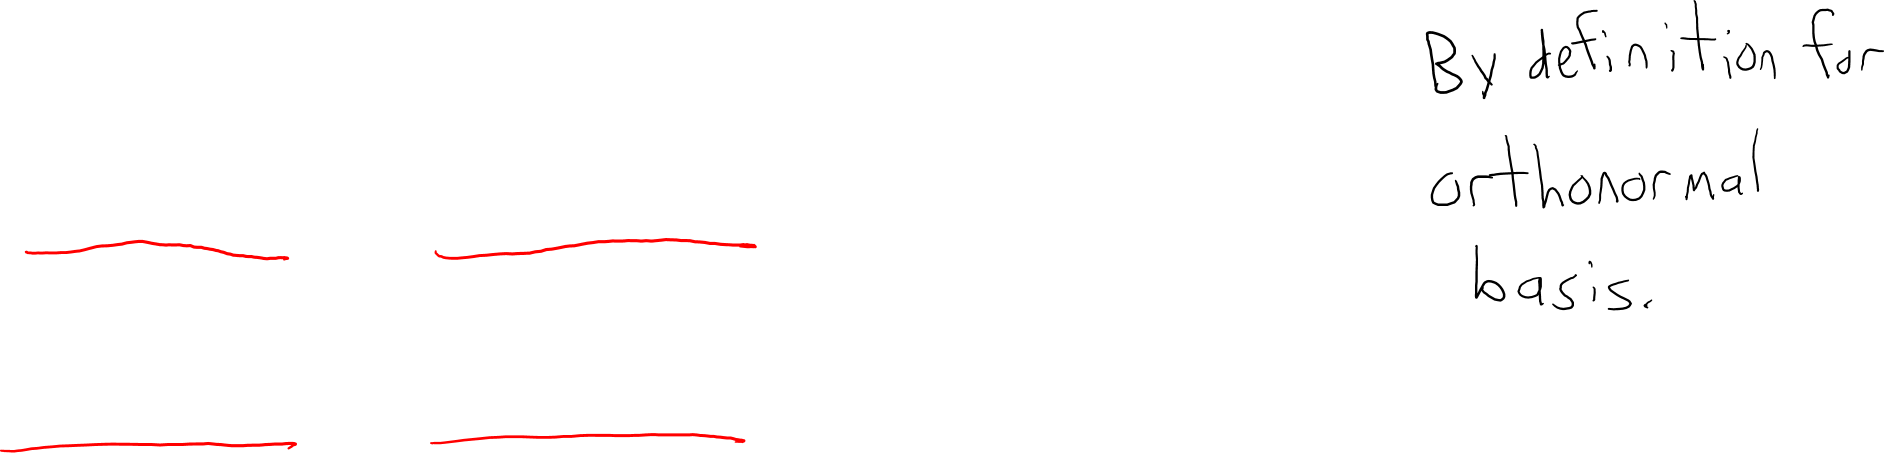 By definition for
orthonormal
basis.